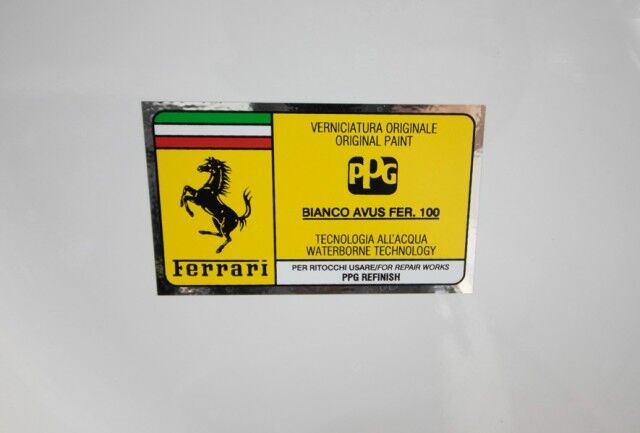 Ferrari
VERNICIATURA ORIGINALE
ORIGINAL PAINT
PPG
BIANCO AVUS FER. 100
TECNOLOGIA ALL'ACQUA
WATERBORNE TECHNOLOGY
PER RITOCCHI USARE/FOR REPAIR WORKS
PPG REFINISH